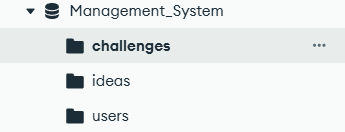 Management_System
challenges
ideas
users